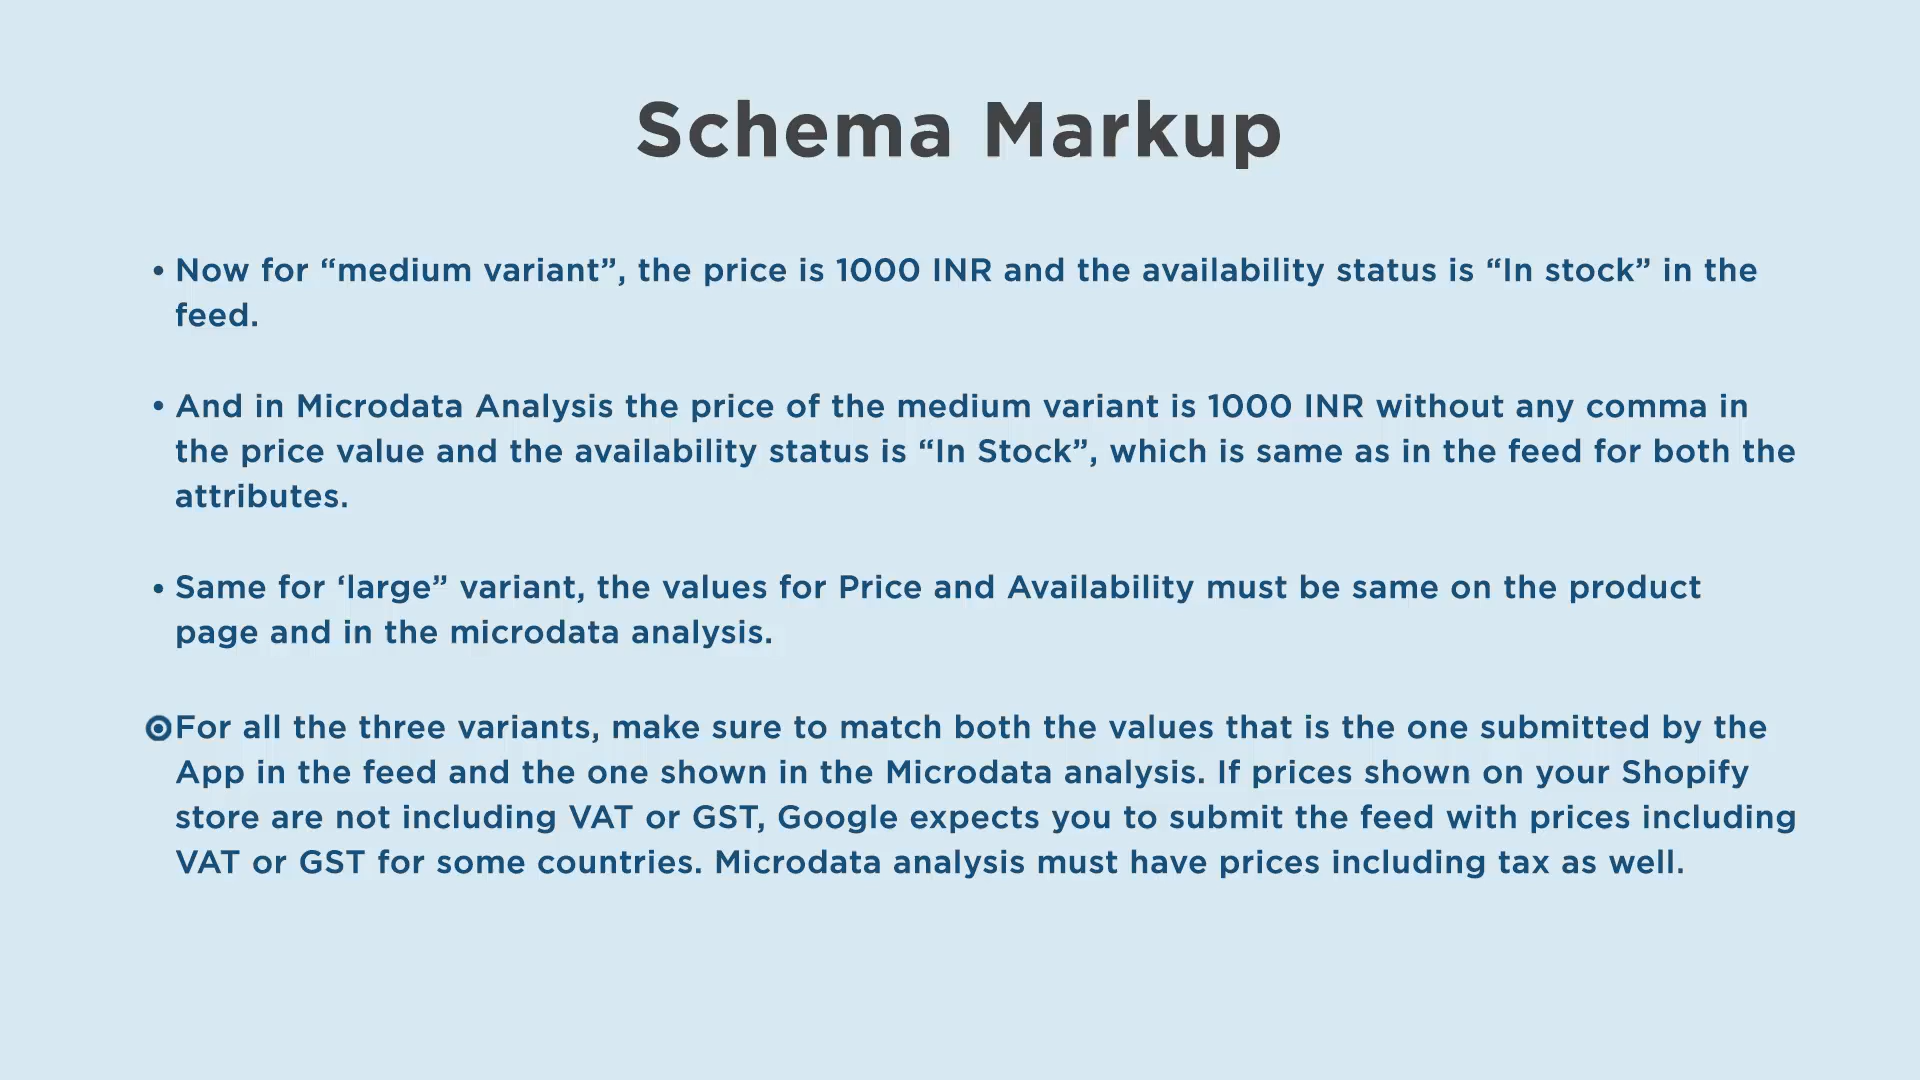 Schema Markup
• Now for “medium variant”, the price is 1000 INR and the availability status is “In stock” in the
feed.
• And in Microdata Analysis the price of the medium variant is 1000 INR without any comma in
the price value and the availability status is “In Stock”, which is same as in the feed for both the
attributes.
• Same for ‘large” variant, the values for Price and Availability must be same on the product
page and in the microdata analysis.
For all the three variants, make sure to match both the values that is the one submitted by the
App in the feed and the one shown in the Microdata analysis. If prices shown on your Shopify
store are not including VAT or GST, Google expects you to submit the feed with prices including
VAT or GST for some countries. Microdata analysis must have prices including tax as well.